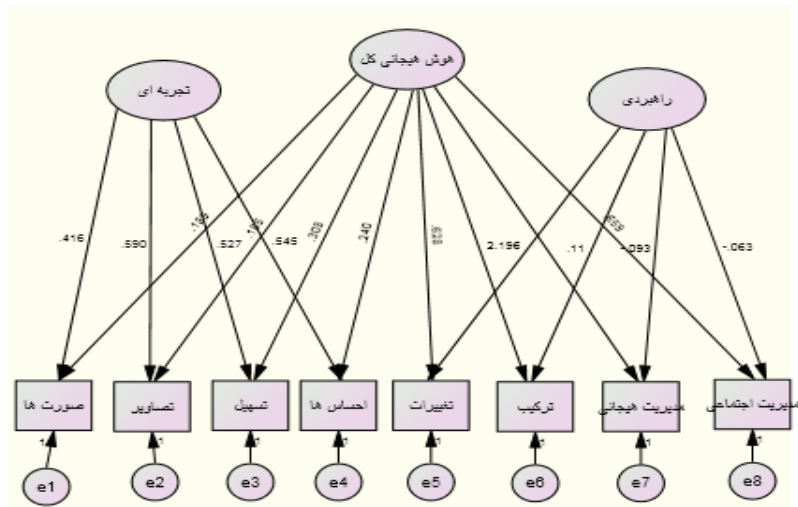 هوش هیجانی کل
تجربه ای
راهبردی
.416
.590
.527
.545
.303
.240
.628
2.196
.11
-.093
-.063
صورت ها
تصاویر
تسهیل
احساس ها
تغییرات
ترکیب
مدیریت هیجانی
مدیریت اجتماعی
1
1
1
1
1
1
1
1
e1
e2
e3
e4
e5
e6
e7
e8